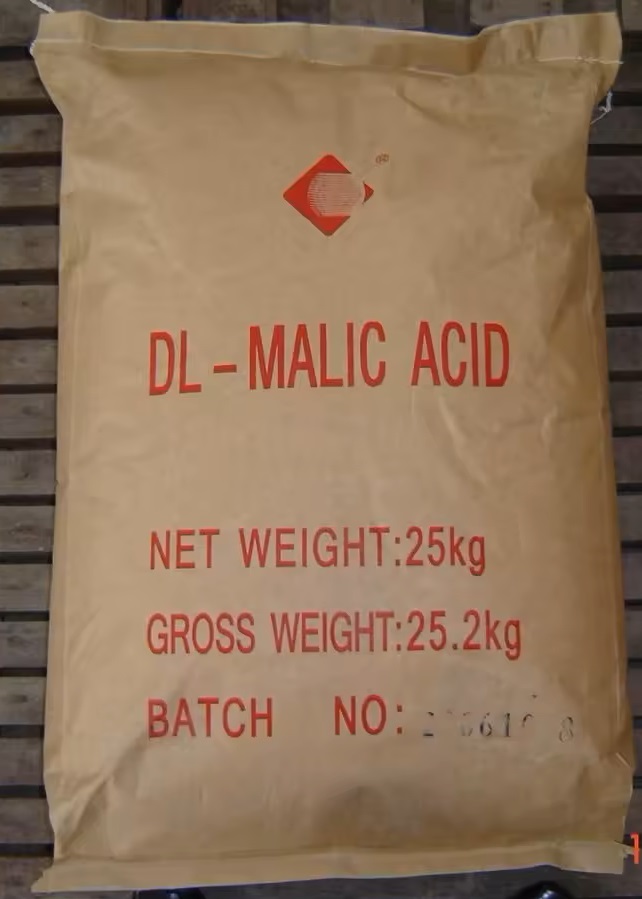 DL-MALIC ACID
NET WEIGHT:25kg
GROSS WEIGHT:25.2kg
BATCH NO: